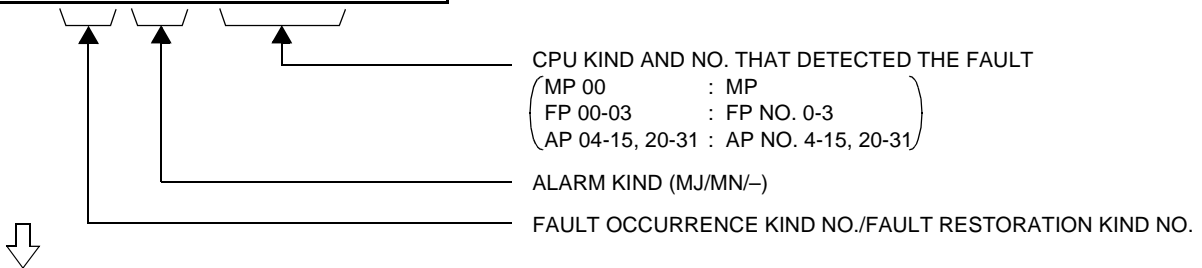 CPU KIND AND NO. THAT DETECTED THE FAULT
MP 00 : MP
FP 00-03 : FP NO. 0-3
AP 04-15, 20-31 : AP NO. 4-15, 20-31
ALARM KIND (MJ/MN/–)
FAULT OCCURRENCE KIND NO./FAULT RESTORATION KIND NO.